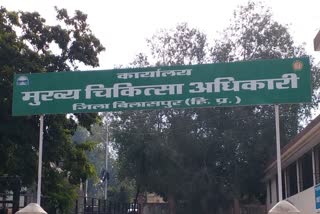 कार्यालय
मुख्य चिकित्सा अधिकारी
जिला बिलासपुर (हि. प्र.)